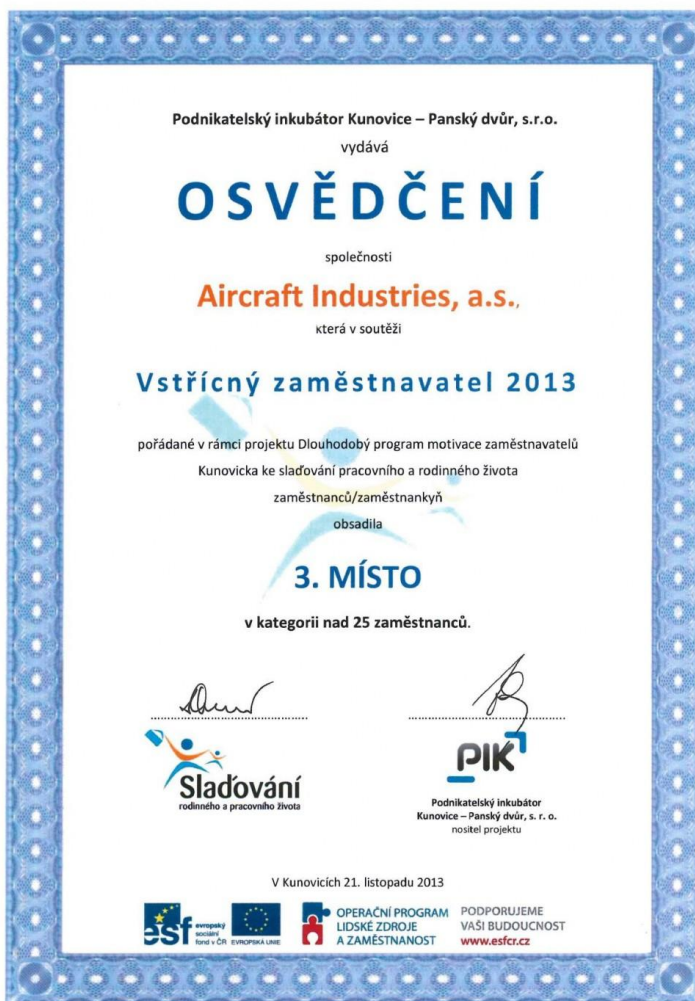 Podnikatelský inkubátor Kunovice – Panský dvůr, s.r.o.
vydává
OSVĚDČENÍ
společnosti
Aircraft Industries, a.s.,
která v soutěži
Vstřícný zaměstnavatel 2013
pořádané v rámci projektu Dlouhodobý program motivace zaměstnavatelů
Kunovicka ke slaďování pracovního a rodinného života
zaměstnanců/zaměstnankyň
obsadila
3. MÍSTO
v kategorii nad 25 zaměstnanců.
Slaďování
rodinného a pracovního života
PIK
Podnikatelský inkubátor
Kunovice – Panský dvůr, s. r. o.
nositel projektu
V Kunovicích 21. listopadu 2013
esf
evropský
sociální
fond v ČR
EVROPSKÁ UNIE
OPERAČNÍ PROGRAM
LIDSKÉ ZDROJE
A ZAMĚSTNANOST
PODPORUJEME
VAŠI BUDOUCNOST
www.esfcr.cz